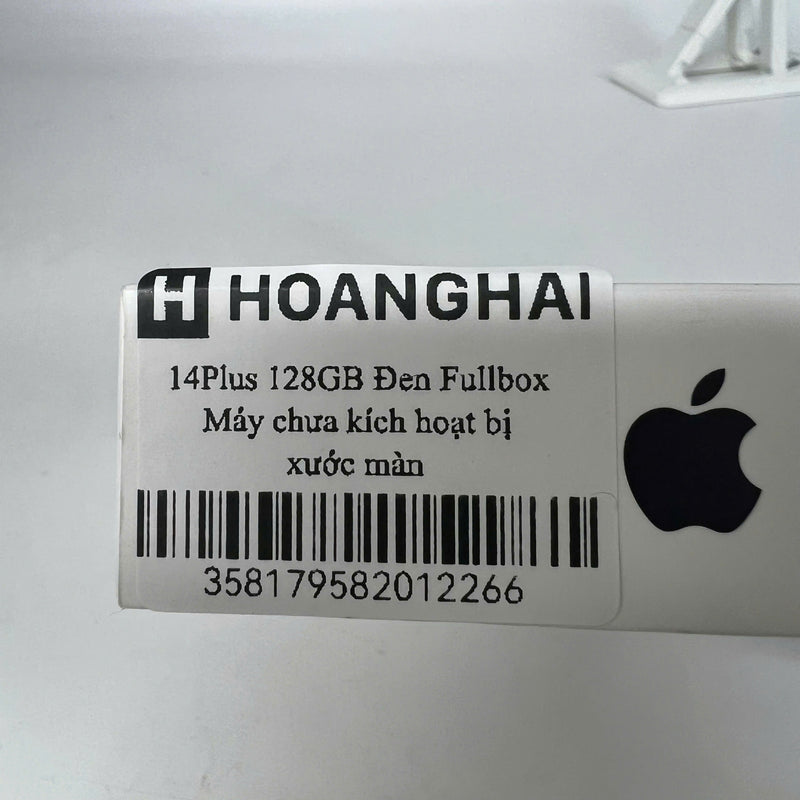 H HOANGHAI
14Plus 128GB Đen Fullbox
Máy chưa kích hoạt bị
xước màn
358179582012266